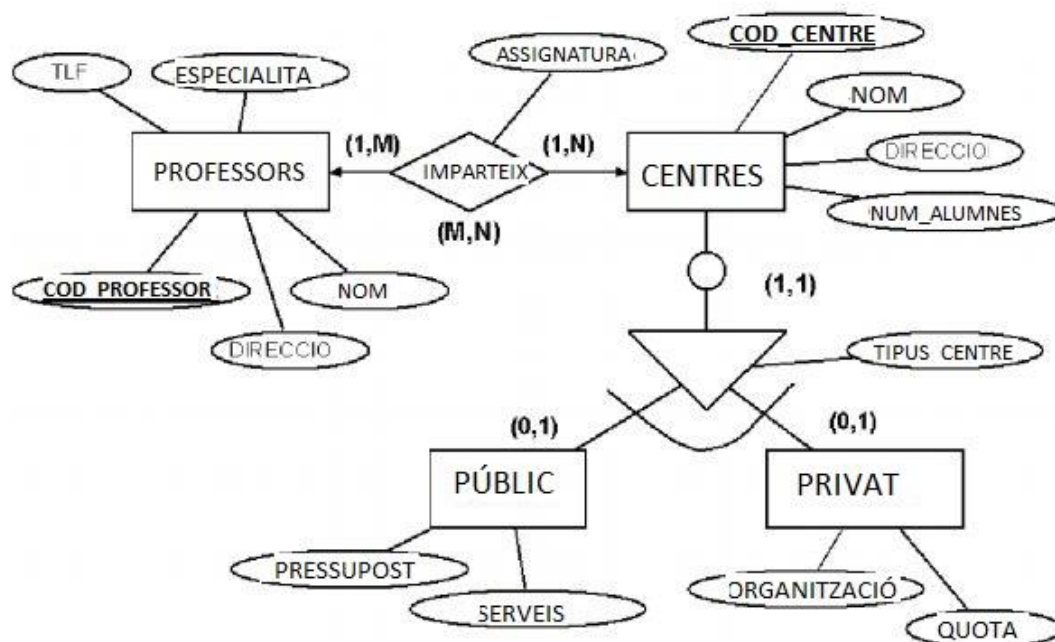 COD_CENTRE
ASSIGNATURA
TLF
ESPECIALITA
NOM
(1,M)
(1,N)
PROFESSORS
IMPARTEIX
CENTRES
DIRECCIO
NUM_ALUMNES
(M,N)
COD_PROFESSOR
NOM
(1,1)
DIRECCIO
TIPUS_CENTRE
(0,1)
(0,1)
PÚBLIC
PRIVAT
PRESSUPOST
ORGANITZACIÓ
SERVEIS
QUOTA